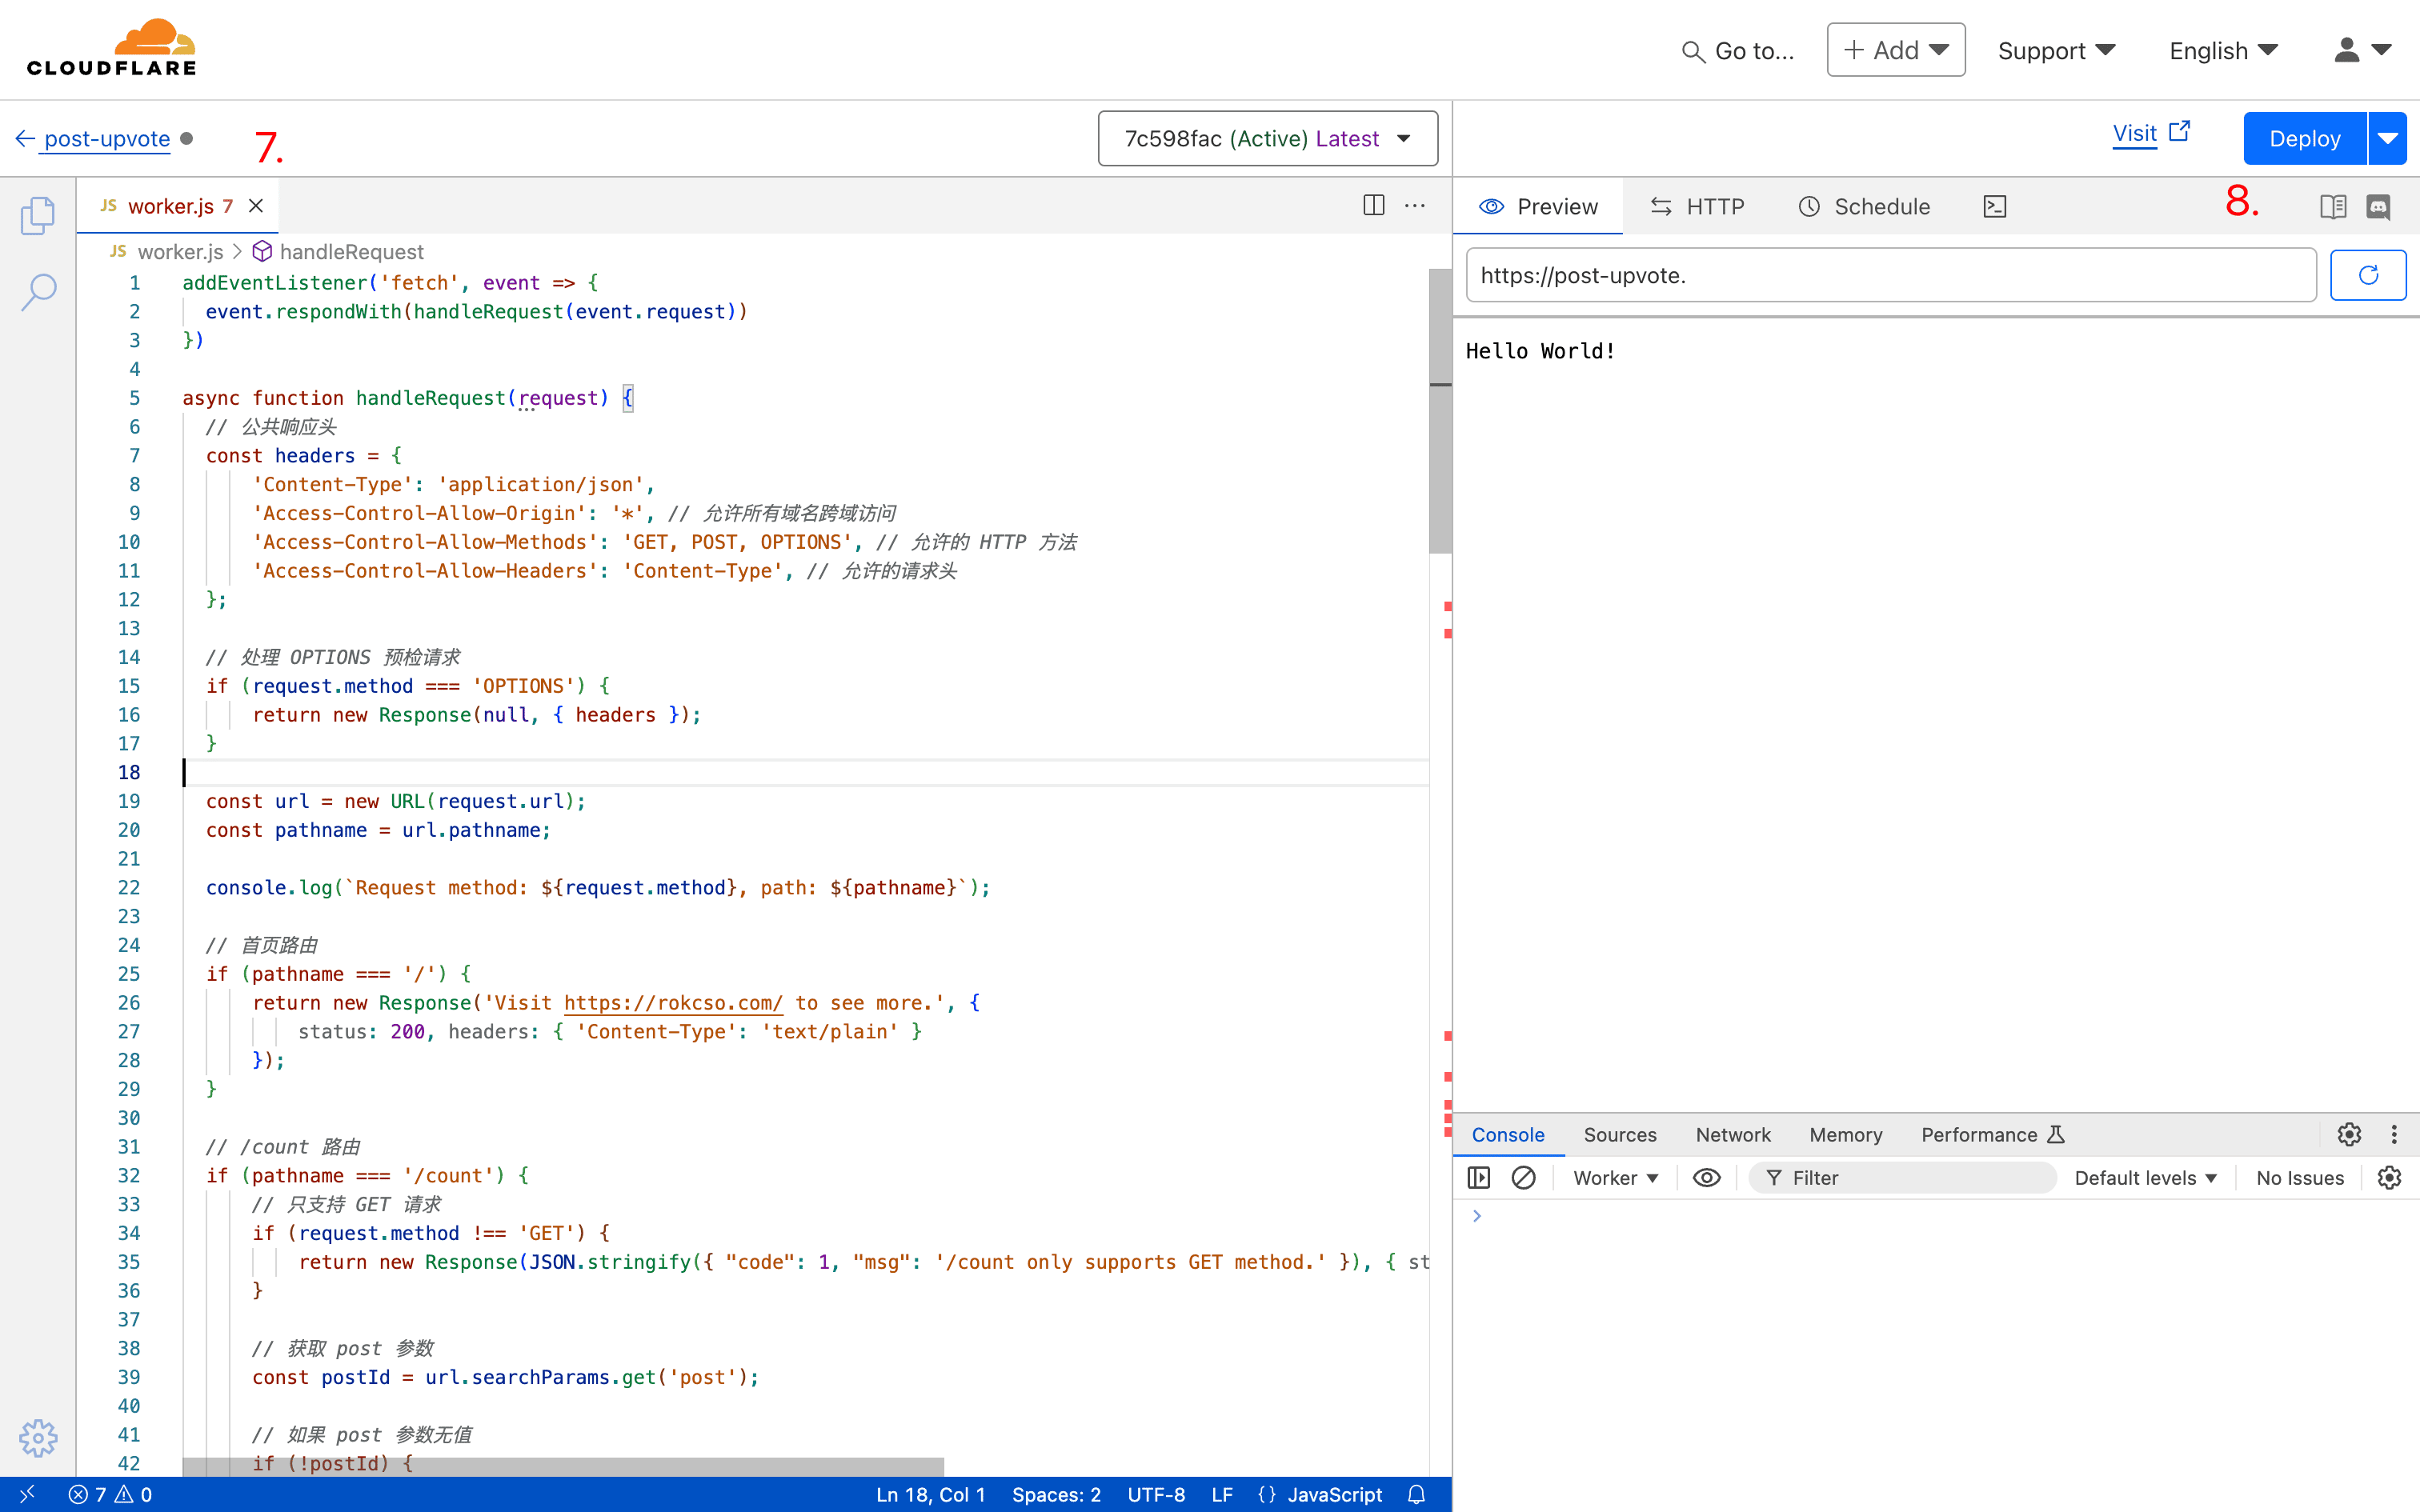 CLOUDFLARE
Go to...
+ Add
Support
English
post-upvote
7.
7c598fac (Active) Latest
Visit
Deploy
JS worker.js 7
Preview
HTTP
Schedule
8.
JS worker.js > handleRequest
https://post-upvote.
Hello World!
1 addEventListener('fetch', event => {
2 event.respondWith(handleRequest(event.request))
3 })
4
5 async function handleRequest(request) {
6 // 公共响应头
7 const headers = {
8 'Content-Type': 'application/json',
9 'Access-Control-Allow-Origin': '*', // 允许所有域名跨域访问
10 'Access-Control-Allow-Methods': 'GET, POST, OPTIONS', // 允许的 HTTP 方法
11 'Access-Control-Allow-Headers': 'Content-Type', // 允许的请求头
12 };
13
14 // 处理 OPTIONS 预检请求
15 if (request.method === 'OPTIONS') {
16 return new Response(null, { headers });
17 }
18
19 const url = new URL(request.url);
20 const pathname = url.pathname;
21
22 console.log(`Request method: ${request.method}, path: ${pathname}`);
23
24 // 首页路由
25 if (pathname === '/') {
26 return new Response('Visit https://rokcso.com/ to see more.', {
27 status: 200, headers: { 'Content-Type': 'text/plain' }
28 });
29 }
30
31 // /count 路由
32 if (pathname === '/count') {
33 // 只支持 GET 请求
34 if (request.method !== 'GET') {
35 return new Response(JSON.stringify({ "code": 1, "msg": '/count only supports GET method.' }), { st
36 }
37
38 // 获取 post 参数
39 const postId = url.searchParams.get('post');
40
41 // 如果 post 参数无值
42 if (!postId) {
Console
Sources
Network
Memory
Performance
Worker
Filter
Default levels
No Issues
7
0
Ln 18, Col 1
Spaces: 2
UTF-8
LF
{ } JavaScript